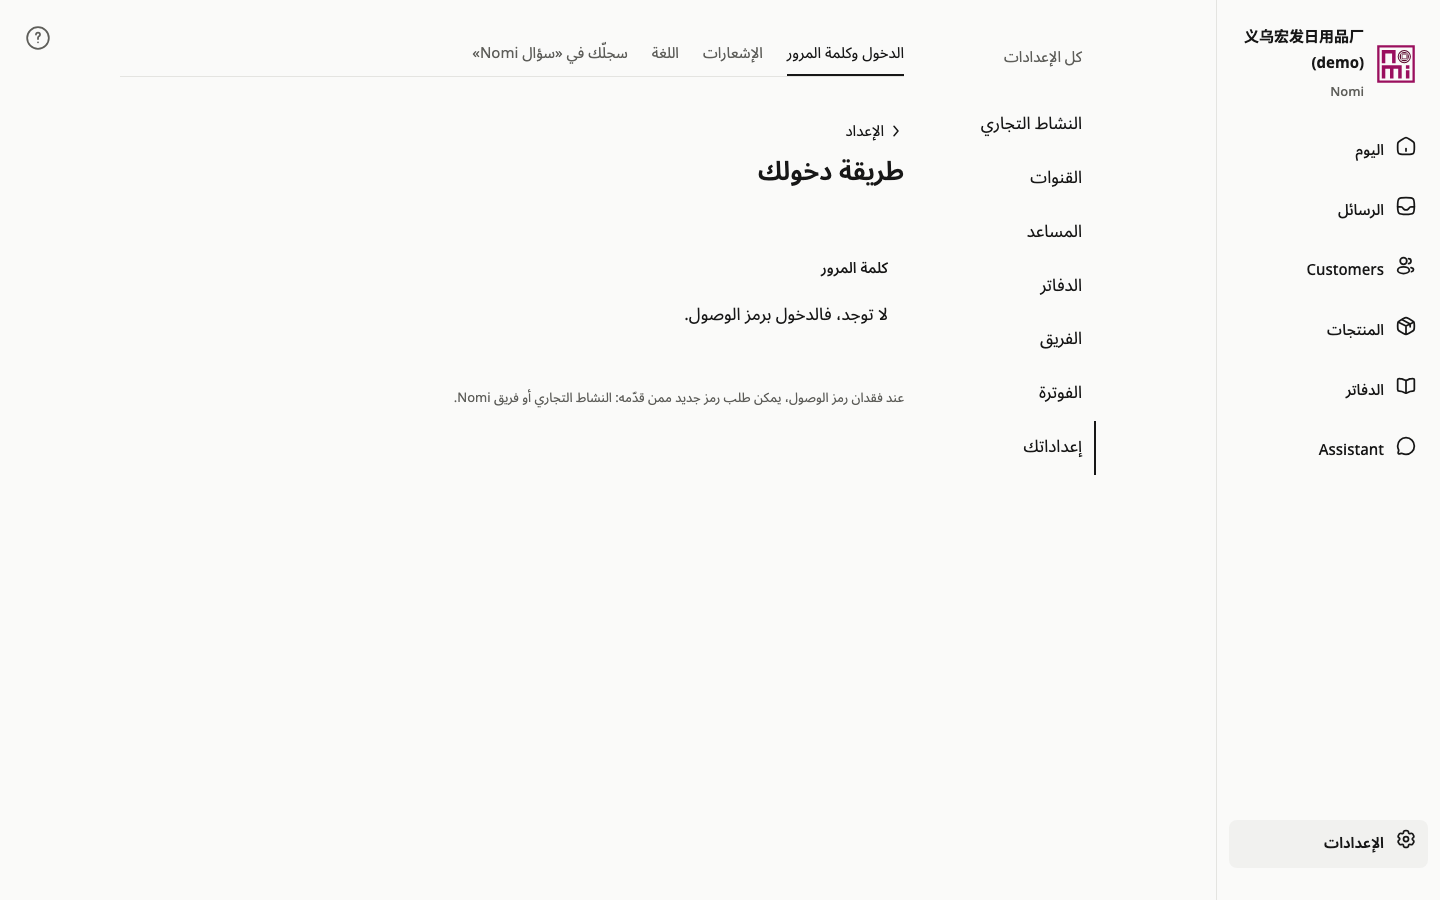 义乌宏发日用品厂
(demo)
Nomi
اليوم
الرسائل
Customers
المنتجات
الدفاتر
Assistant
الإعدادات
كل الإعدادات
النشاط التجاري
القنوات
المساعد
الدفاتر
الفريق
الفوترة
إعداداتك
الدخول وكلمة المرور
الإشعارات
اللغة
سجلّك في «سؤال Nomi»
الإعداد
طريقة دخولك
كلمة المرور
لا توجد، فالدخول برمز الوصول.
عند فقدان رمز الوصول، يمكن طلب رمز جديد ممن قدّمه: النشاط التجاري أو فريق Nomi.